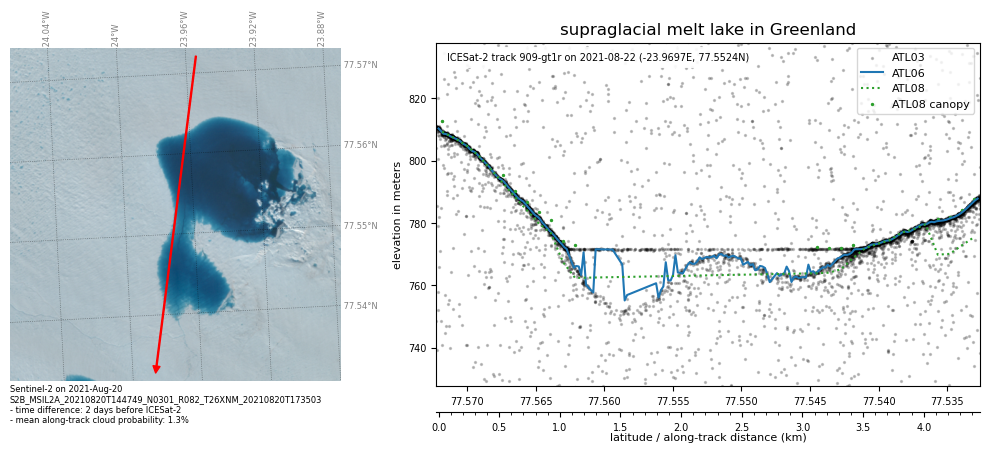 supraglacial melt lake in Greenland
24.04°W
24°W
23.96°W
23.92°W
23.88°W
77.57°N
77.56°N
77.55°N
77.54°N
Sentinel-2 on 2021-Aug-20
S2B_MSIL2A_20210820T144749_N0301_R082_T26XNM_20210820T173503
- time difference: 2 days before ICESat-2
- mean along-track cloud probability: 1.3%
ICESat-2 track 909-gt1r on 2021-08-22 (-23.9697E, 77.5524N)
ATL03
ATL06
ATL08
ATL08 canopy
elevation in meters
820
800
780
760
740
77.570
77.565
77.560
77.555
77.550
77.545
77.540
77.535
0.0
0.5
1.0
1.5
2.0
2.5
3.0
3.5
4.0
latitude / along-track distance (km)